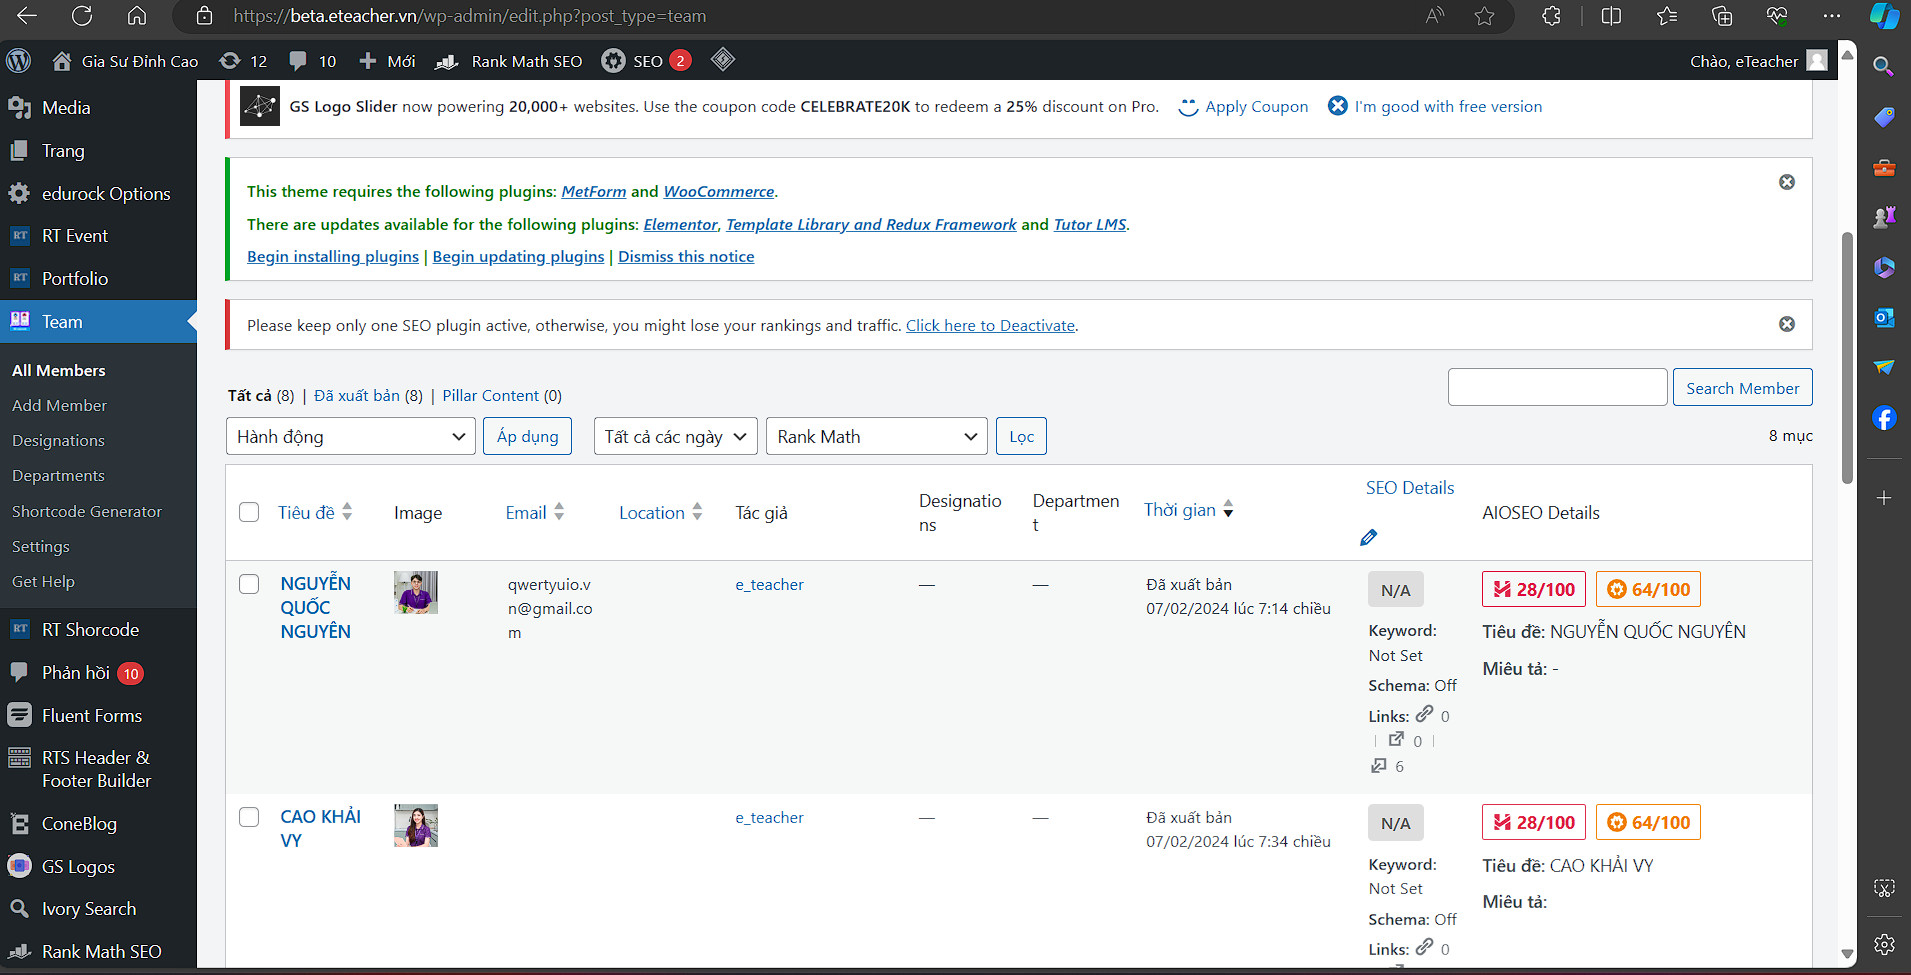 https://beta.eteacher.vn/wp-admin/edit.php?post_type=team
Gia Sư Đỉnh Cao 12 10 Mới Rank Math SEO SEO 2 Chào, eTeacher
Media
Trang
edurock Options
RT Event
RT Portfolio
Team
All Members
Add Member
Designations
Departments
Shortcode Generator
Settings
Get Help
RT RT Shorcode
Phản hồi 10
Fluent Forms
RTS Header &
Footer Builder
ConeBlog
GS Logos
Ivory Search
Rank Math SEO
GS Logo Slider now powering 20,000+ websites. Use the coupon code CELEBRATE20K to redeem a 25% discount on Pro. Apply Coupon I'm good with free version
This theme requires the following plugins: MetForm and WooCommerce.
There are updates available for the following plugins: Elementor, Template Library and Redux Framework and Tutor LMS.
Begin installing plugins | Begin updating plugins | Dismiss this notice
Please keep only one SEO plugin active, otherwise, you might lose your rankings and traffic. Click here to Deactivate.
Tất cả (8) | Đã xuất bản (8) | Pillar Content (0)
Search Member
Hành động Áp dụng Tất cả các ngày Rank Math Lọc 8 mục
Tiêu đề Image Email Location Tác giả Designatio
ns Departmen
t Thời gian SEO Details AIOSEO Details
NGUYỄN
QUỐC
NGUYÊN
qwertyuio.v
n@gmail.co
m
e_teacher — —
Đã xuất bản
07/02/2024 lúc 7:14 chiều
N/A
Keyword:
Not Set
Schema: Off
Links: 0
| 0 |
6
28/100 64/100
Tiêu đề: NGUYỄN QUỐC NGUYÊN
Miêu tả: -
CAO KHẢI
VY
e_teacher — —
Đã xuất bản
07/02/2024 lúc 7:34 chiều
N/A
Keyword:
Not Set
Schema: Off
Links: 0
28/100 64/100
Tiêu đề: CAO KHẢI VY
Miêu tả: